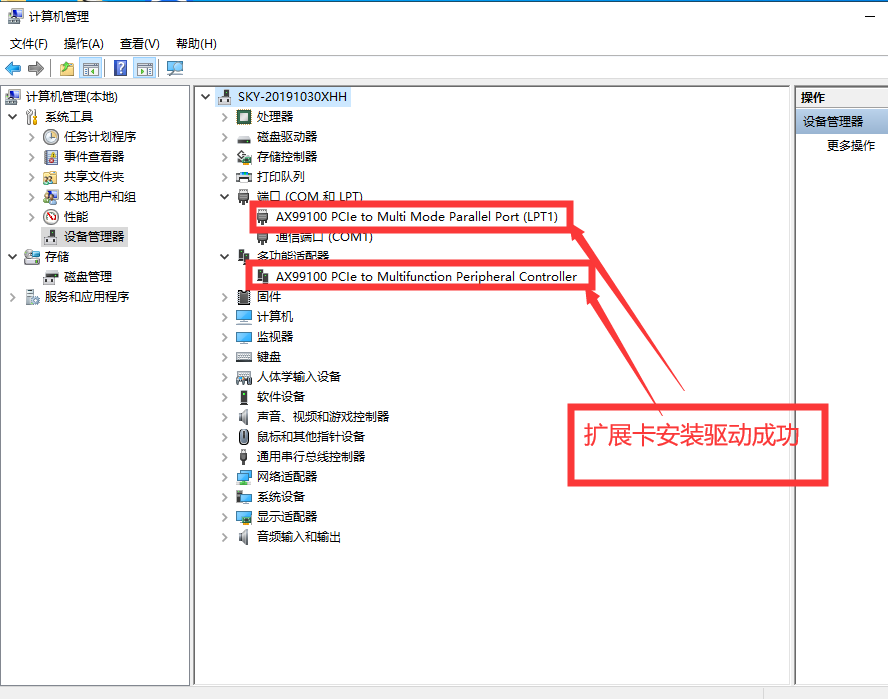 计算机管理
文件(F) 操作(A) 查看(V) 帮助(H)
计算机管理(本地)
系统工具
任务计划程序
事件查看器
共享文件夹
本地用户和组
性能
设备管理器
存储
磁盘管理
服务和应用程序
SKY-20191030XHH
处理器
磁盘驱动器
存储控制器
打印队列
端口 (COM 和 LPT)
AX99100 PCIe to Multi Mode Parallel Port (LPT1)
通信端口 (COM1)
多功能适配器
AX99100 PCIe to Multifunction Peripheral Controller
固件
计算机
监视器
键盘
人体学输入设备
软件设备
声音、视频和游戏控制器
鼠标和其他指针设备
通用串行总线控制器
网络适配器
系统设备
显示适配器
音频输入和输出
扩展卡安装驱动成功
操作
设备管理器
更多操作